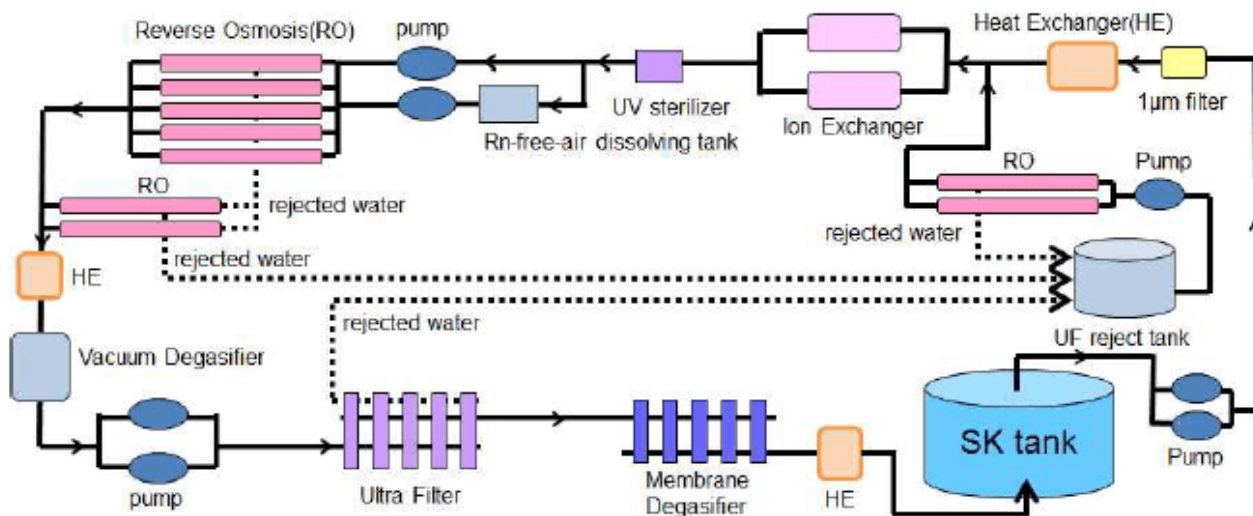 Reverse Osmosis(RO)
pump
Heat Exchanger(HE)
UV sterilizer
Ion Exchanger
1μm filter
Rn-free-air dissolving tank
RO
rejected water
RO
Pump
rejected water
rejected water
HE
rejected water
UF reject tank
Vacuum Degasifier
SK tank
pump
Ultra Filter
Membrane
Degasifier
HE
Pump